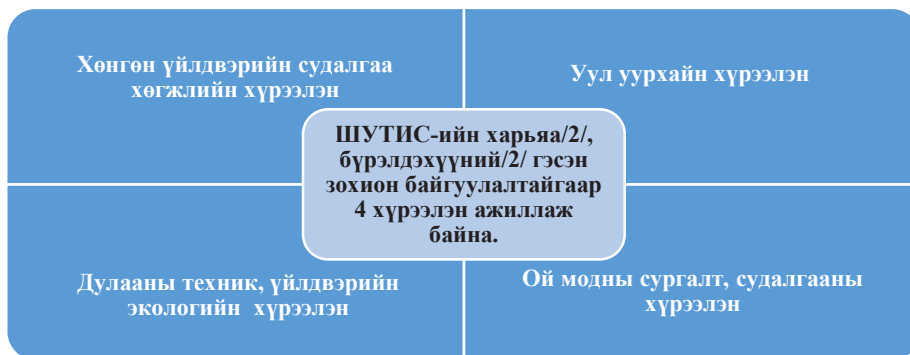 Хөнгөн үйлдвэрийн судалгаа
хөгжлийн хүрээлэн
Уул уурхайн хүрээлэн
ШУТИС-ийн харьяа/2/,
бүрэлдэхүүний/2/ гэсэн
зохион байгуулалтайгаар
4 хүрээлэн ажиллаж
байна.
Дулааны техник, үйлдвэрийн
экологийн хүрээлэн
Ой модны сургалт, судалгааны
хүрээлэн